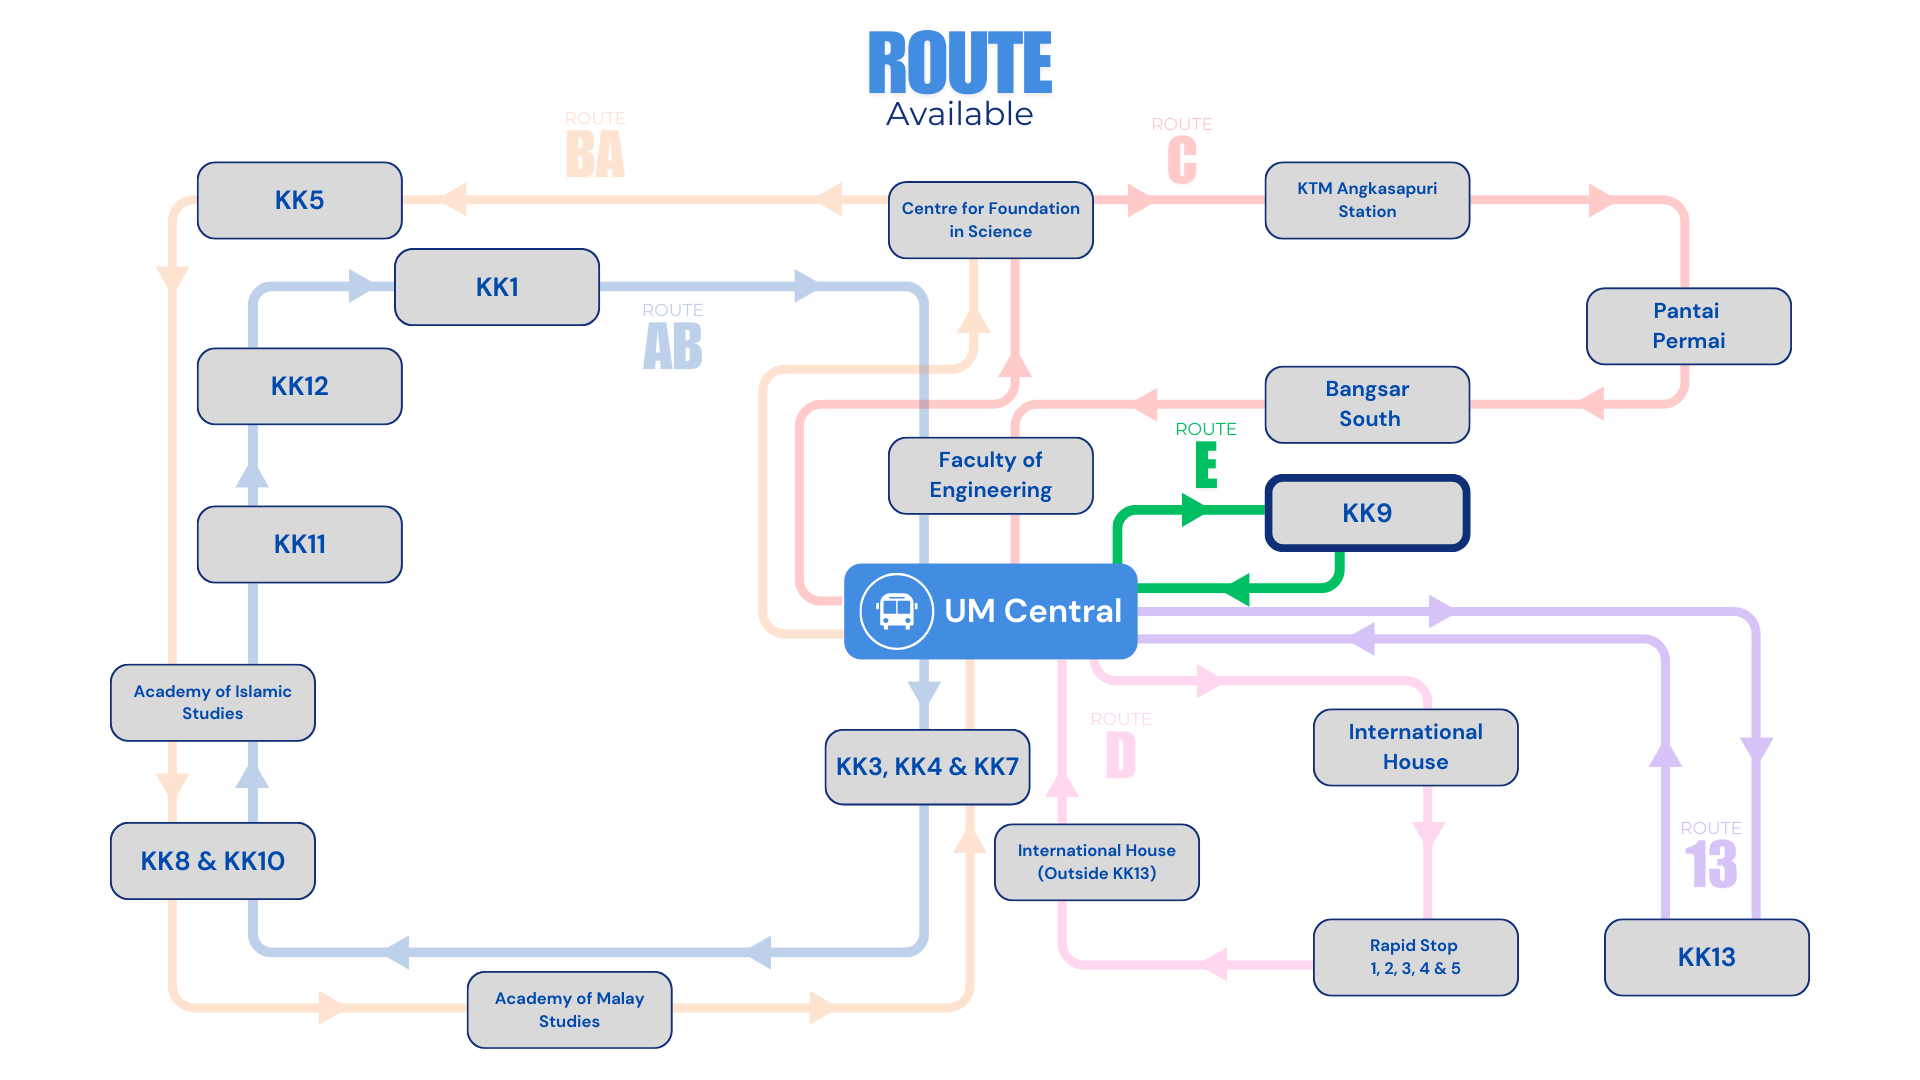 ROUTE
Available
ROUTE
BA
ROUTE
C
KK5
Centre for Foundation
in Science
KTM Angkasapuri
Station
KK1
ROUTE
AB
Pantai
Permai
KK12
Bangsar
South
ROUTE
E
Faculty of
Engineering
KK9
KK11
UM Central
Academy of Islamic
Studies
ROUTE
D
International
House
KK3, KK4 & KK7
ROUTE
13
KK8 & KK10
International House
(Outside KK13)
Rapid Stop
1, 2, 3, 4 & 5
KK13
Academy of Malay
Studies